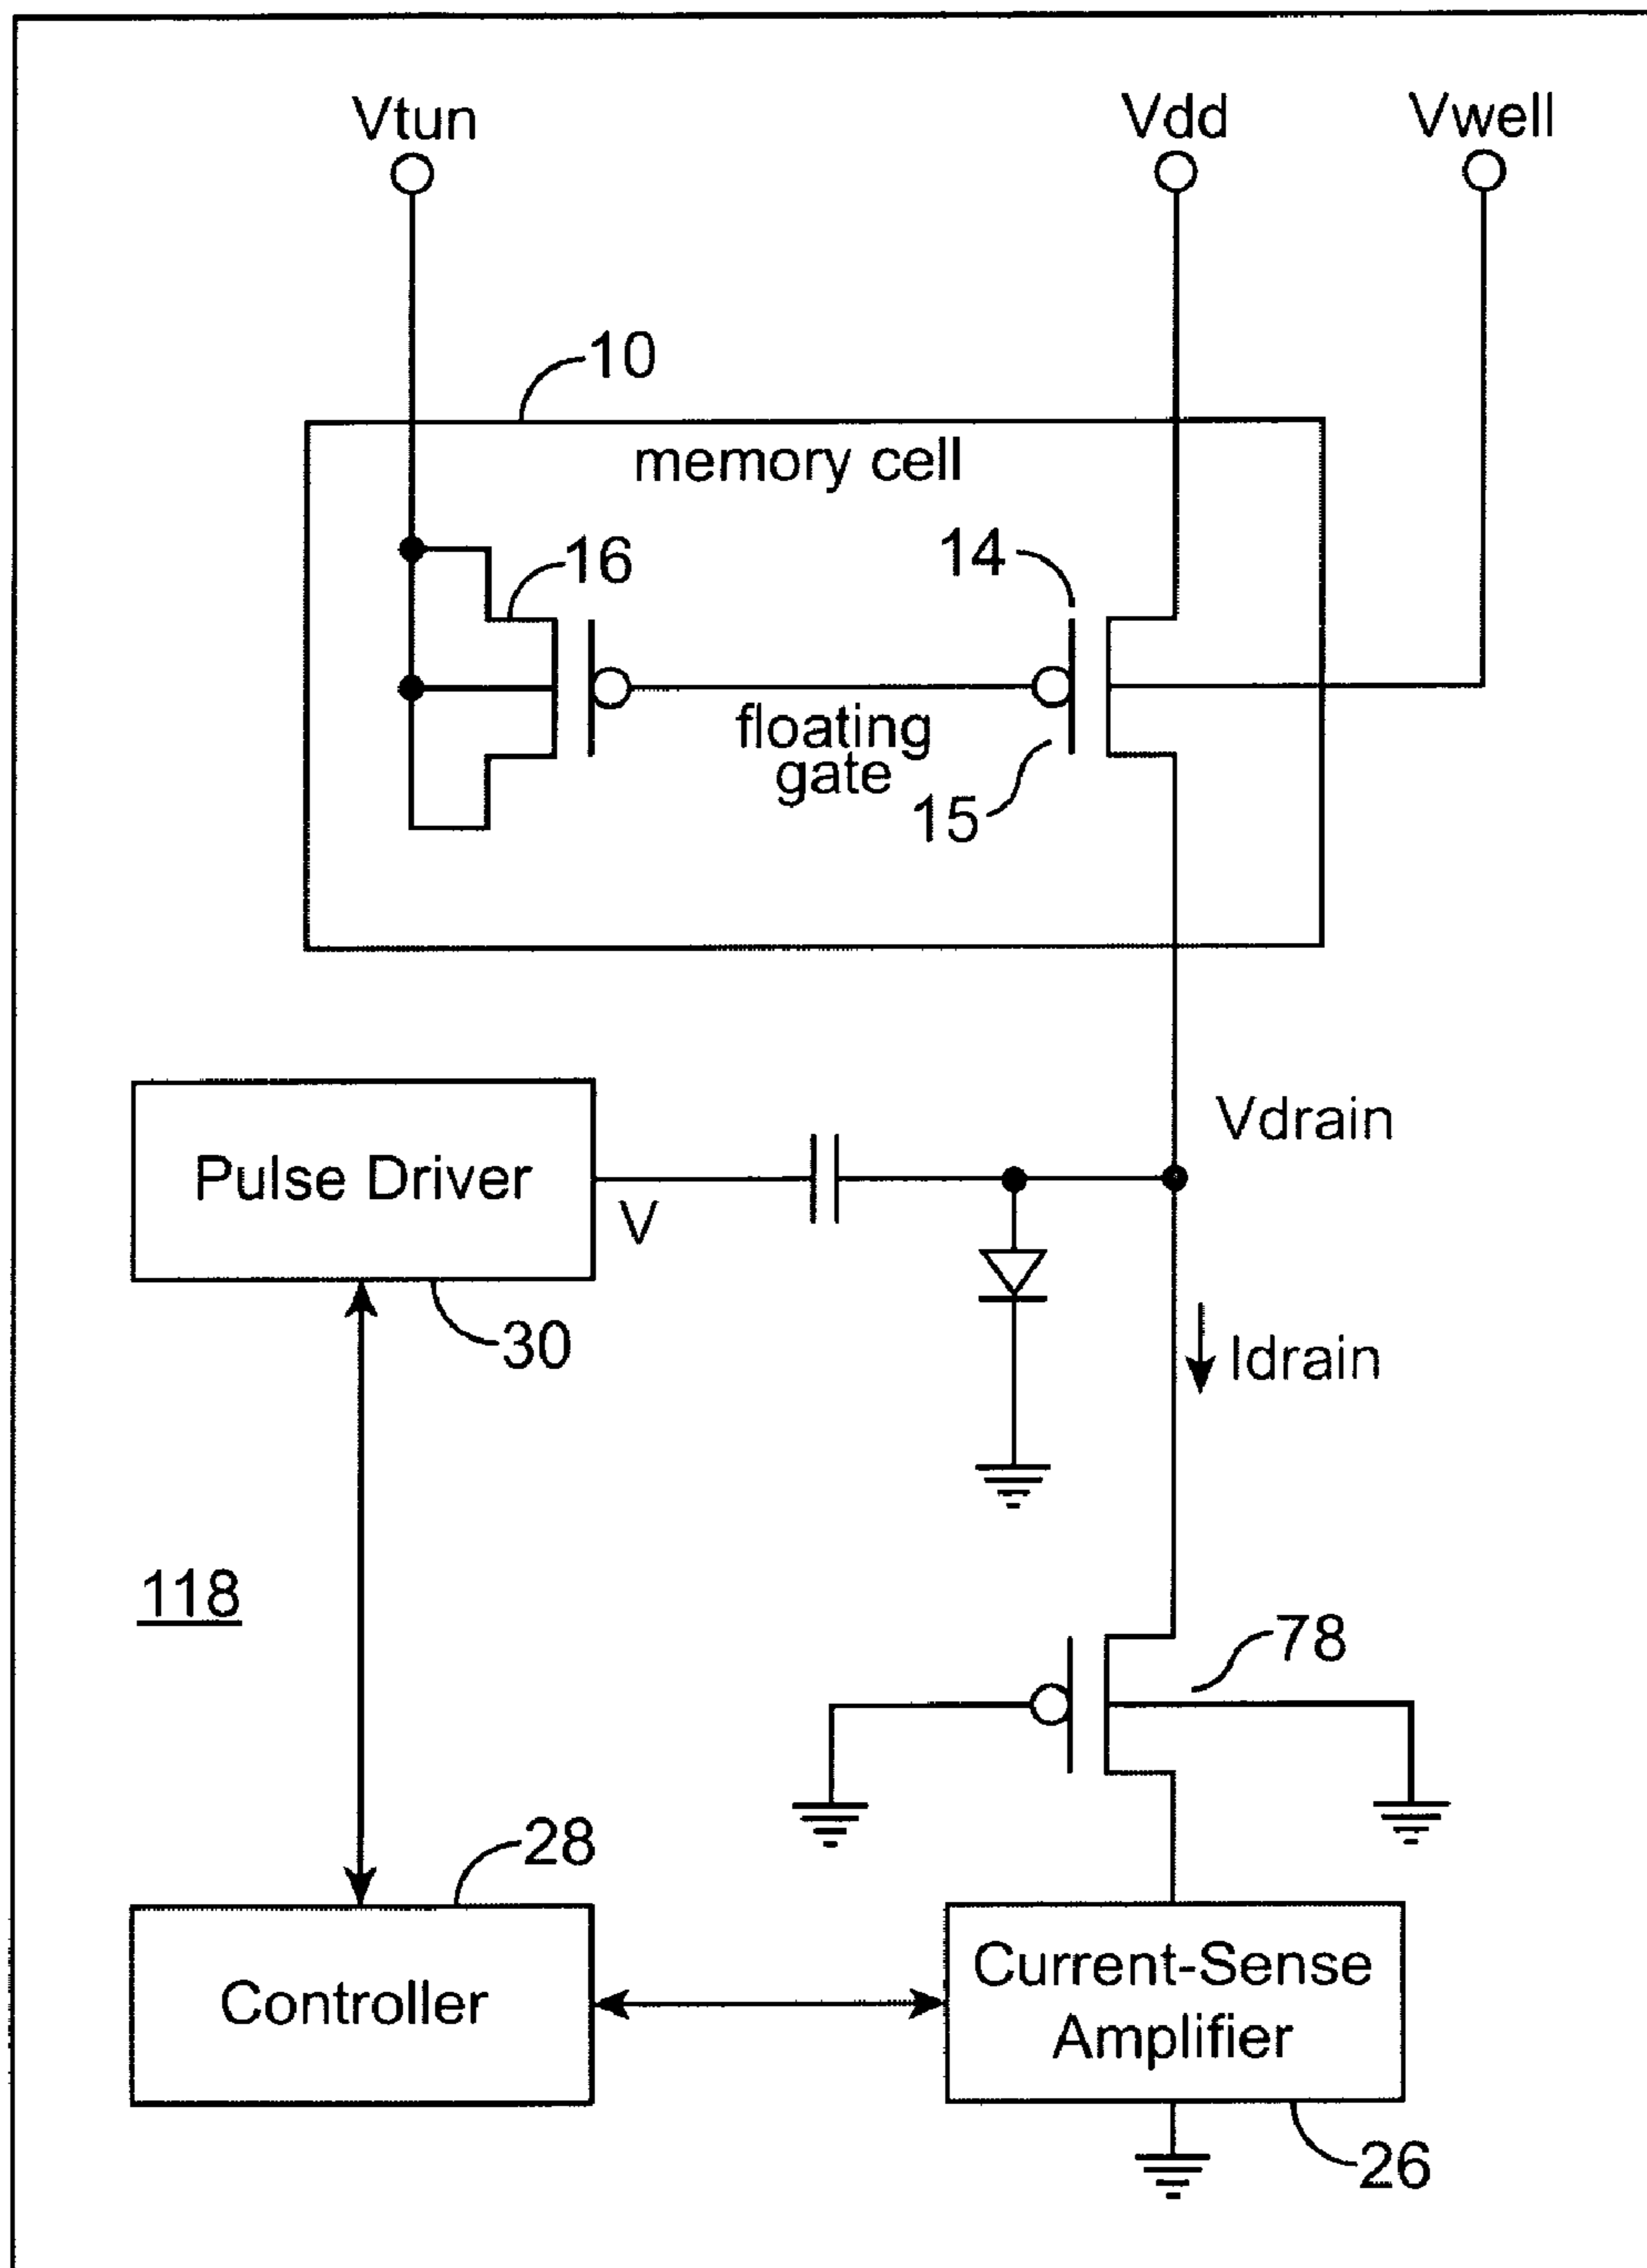 Vtun
Vdd
Vwell
10
memory cell
16
14
floating
gate
15
Vdrain
Pulse Driver
V
30
Idrain
118
78
28
Controller
Current-Sense
Amplifier
26